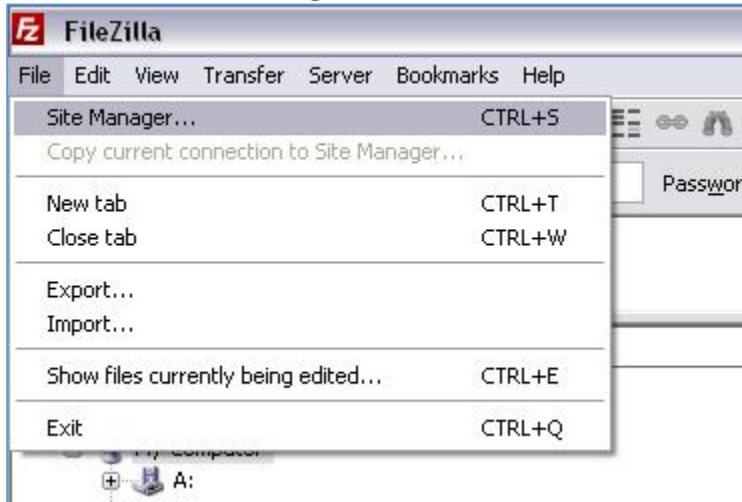 FileZilla
File Edit View Transfer Server Bookmarks Help
Site Manager... CTRL+S
Copy current connection to Site Manager...
New tab CTRL+T
Close tab CTRL+W
Export...
Import...
Show files currently being edited... CTRL+E
Exit CTRL+Q
A: